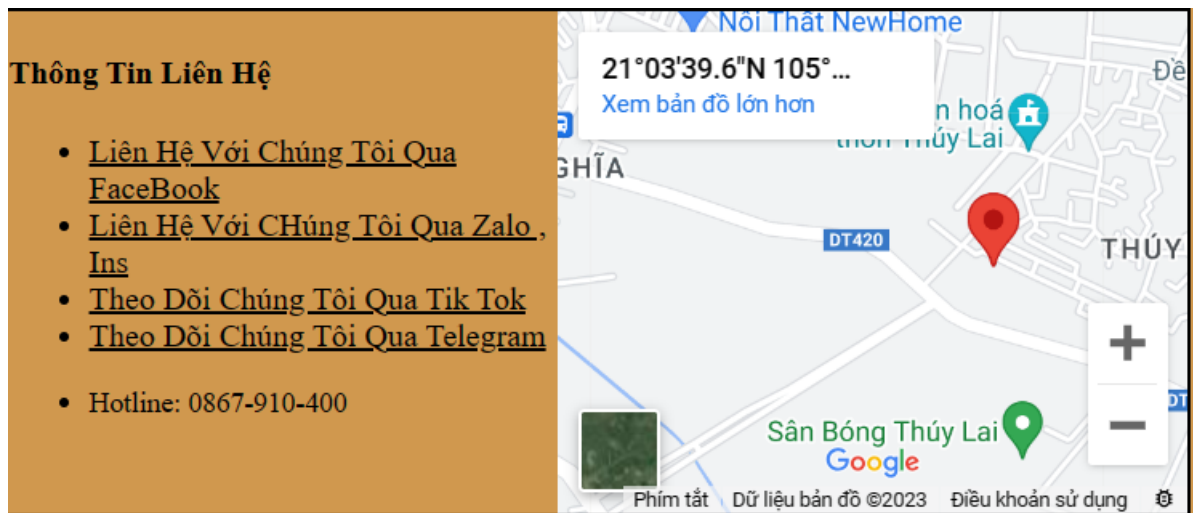 Thông Tin Liên Hệ
Liên Hệ Với Chúng Tôi Qua
FaceBook
Liên Hệ Với CHúng Tôi Qua Zalo ,
Ins
Theo Dõi Chúng Tôi Qua Tik Tok
Theo Dõi Chúng Tôi Qua Telegram
Hotline: 0867-910-400
Nội Thất NewHome
21°03'39.6"N 105°...
Xem bản đồ lớn hơn
Đề
n hoá
thôn Thúy Lai
GHĨA
DT420
THÚY
DT
Sân Bóng Thúy Lai
Google
Phím tắt Dữ liệu bản đồ ©2023 Điều khoản sử dụng